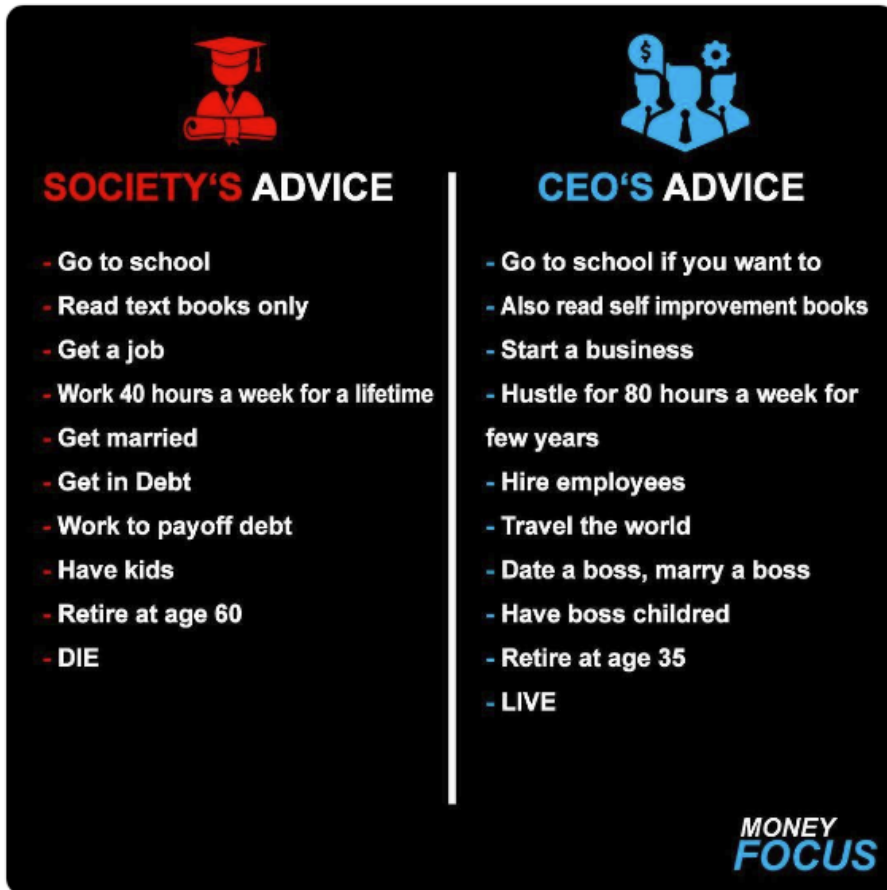 SOCIETY‘S ADVICE
- Go to school
- Read text books only
- Get a job
- Work 40 hours a week for a lifetime
- Get married
- Get in Debt
- Work to payoff debt
- Have kids
- Retire at age 60
- DIE
$
CEO‘S ADVICE
- Go to school if you want to
- Also read self improvement books
- Start a business
- Hustle for 80 hours a week for
few years
- Hire employees
- Travel the world
- Date a boss, marry a boss
- Have boss childred
- Retire at age 35
- LIVE
MONEY
FOCUS